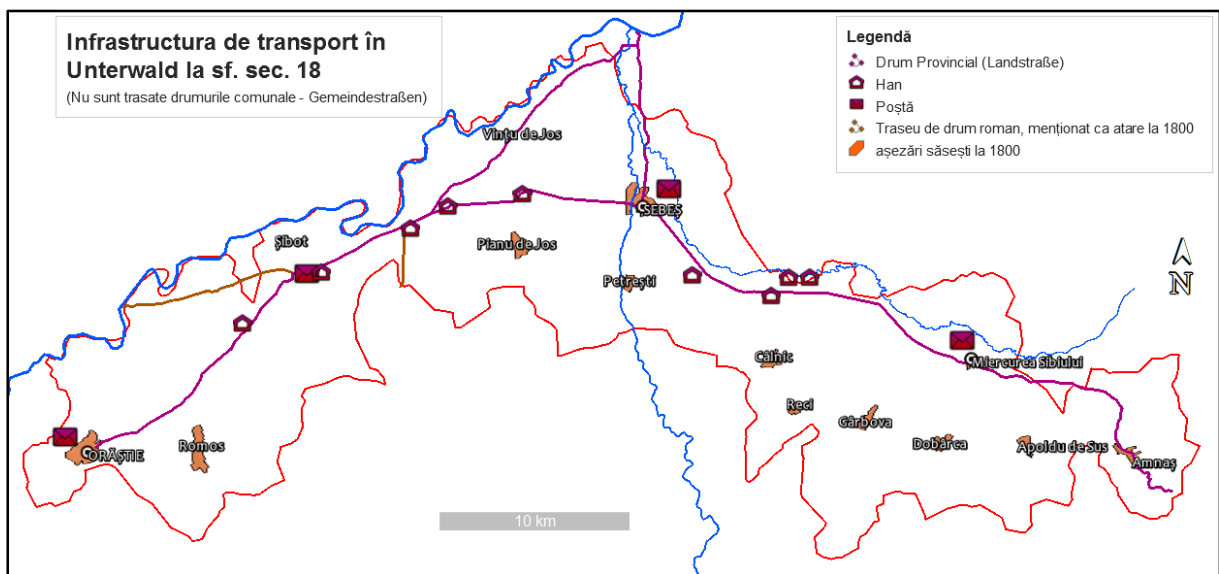 Infrastructura de transport în
Unterwald la sf. sec. 18
(Nu sunt trasate drumurile comunale - Gemeindestraßen)
Legendă
Drum Provincial (Landstraße)
Han
Poștă
Traseu de drum roman, menționat ca atare la 1800
așezări săsești la 1800
Vințu de Jos
SEBEȘ
Șibot
Pianu de Jos
Petrești
N
Câlnic
Miercurea Sibiului
Reci
Gârbova
Romos
ORĂȘTIE
Dobârca
Apoldu de Sus
Amnaș
10 km